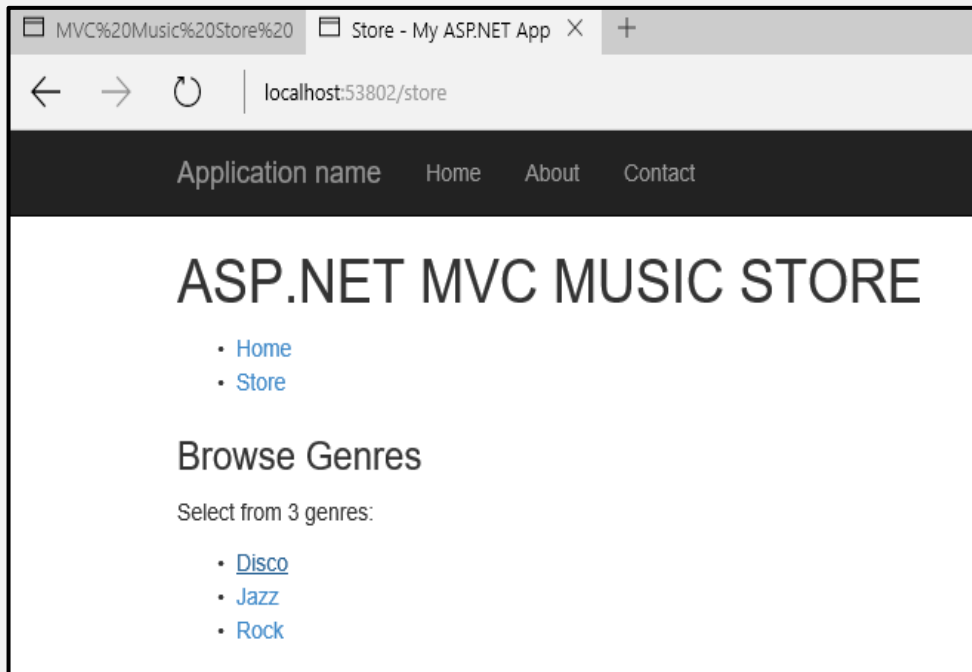 MVC%20Music%20Store%20 Store - My ASP.NET App
localhost:53802/store
Application name Home About Contact
ASP.NET MVC MUSIC STORE
• Home
• Store
Browse Genres
Select from 3 genres:
• Disco
• Jazz
• Rock